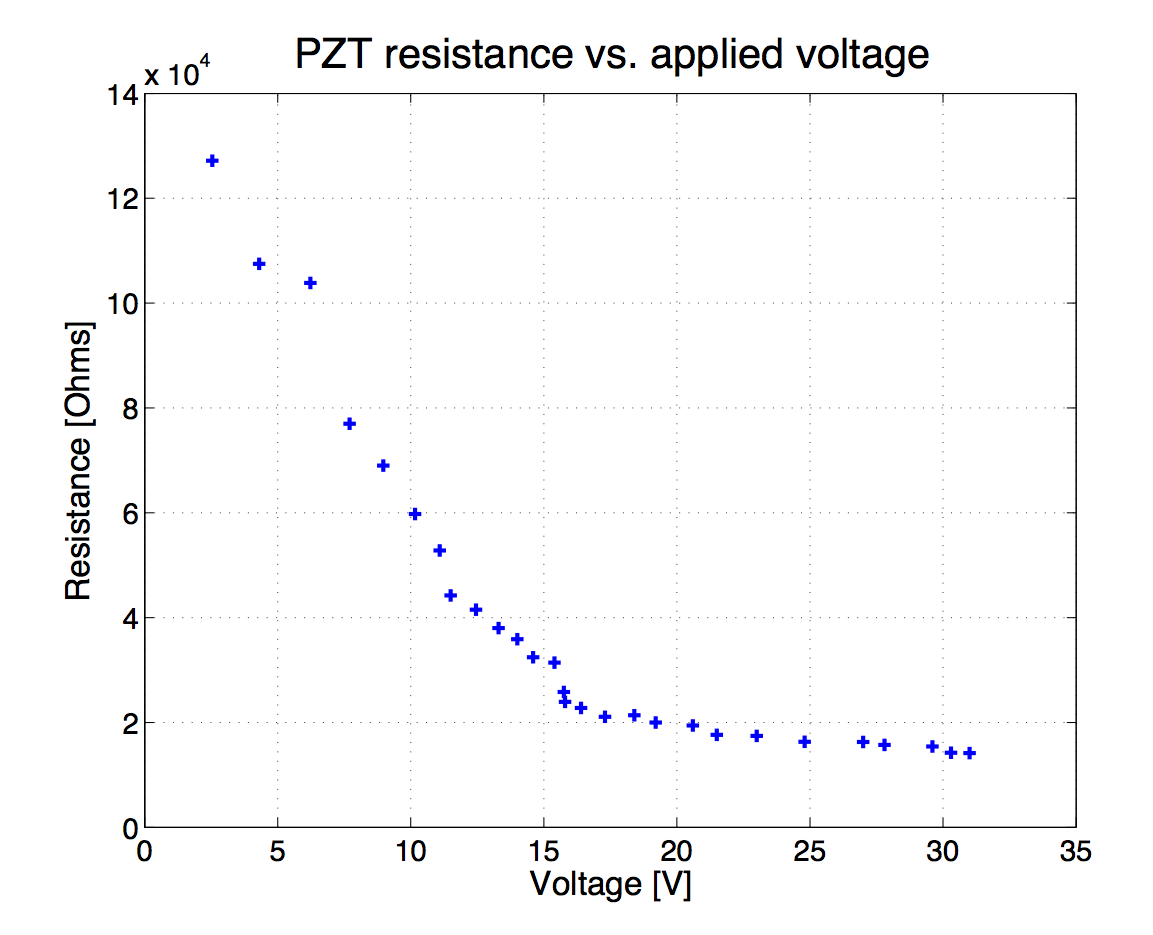 PZT resistance vs. applied voltage
x 10^4
14
12
10
8
6
4
2
0
Resistance [Ohms]
0 5 10 15 20 25 30 35
Voltage [V]